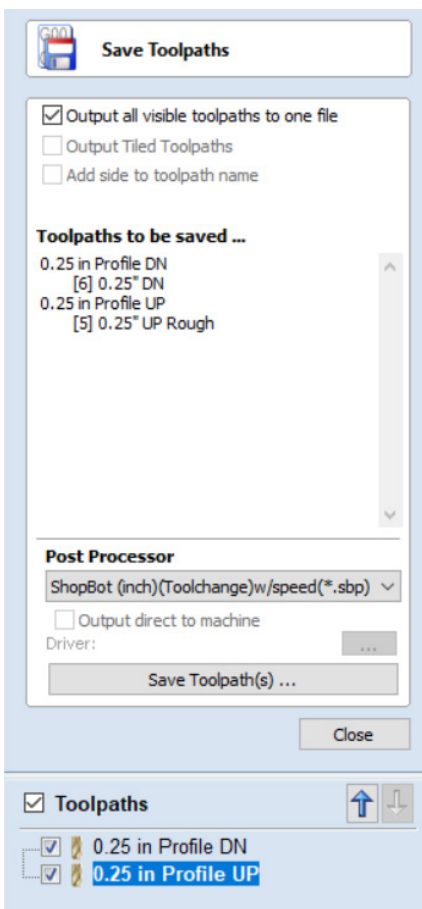 G00
Save Toolpaths
Output all visible toolpaths to one file
Output Tiled Toolpaths
Add side to toolpath name
Toolpaths to be saved ...
0.25 in Profile DN
[6] 0.25" DN
0.25 in Profile UP
[5] 0.25" UP Rough
Post Processor
ShopBot (inch)(Toolchange)w/speed(*.sbp)
Output direct to machine
Driver:
...
Save Toolpath(s) ...
Close
Toolpaths
0.25 in Profile DN
0.25 in Profile UP